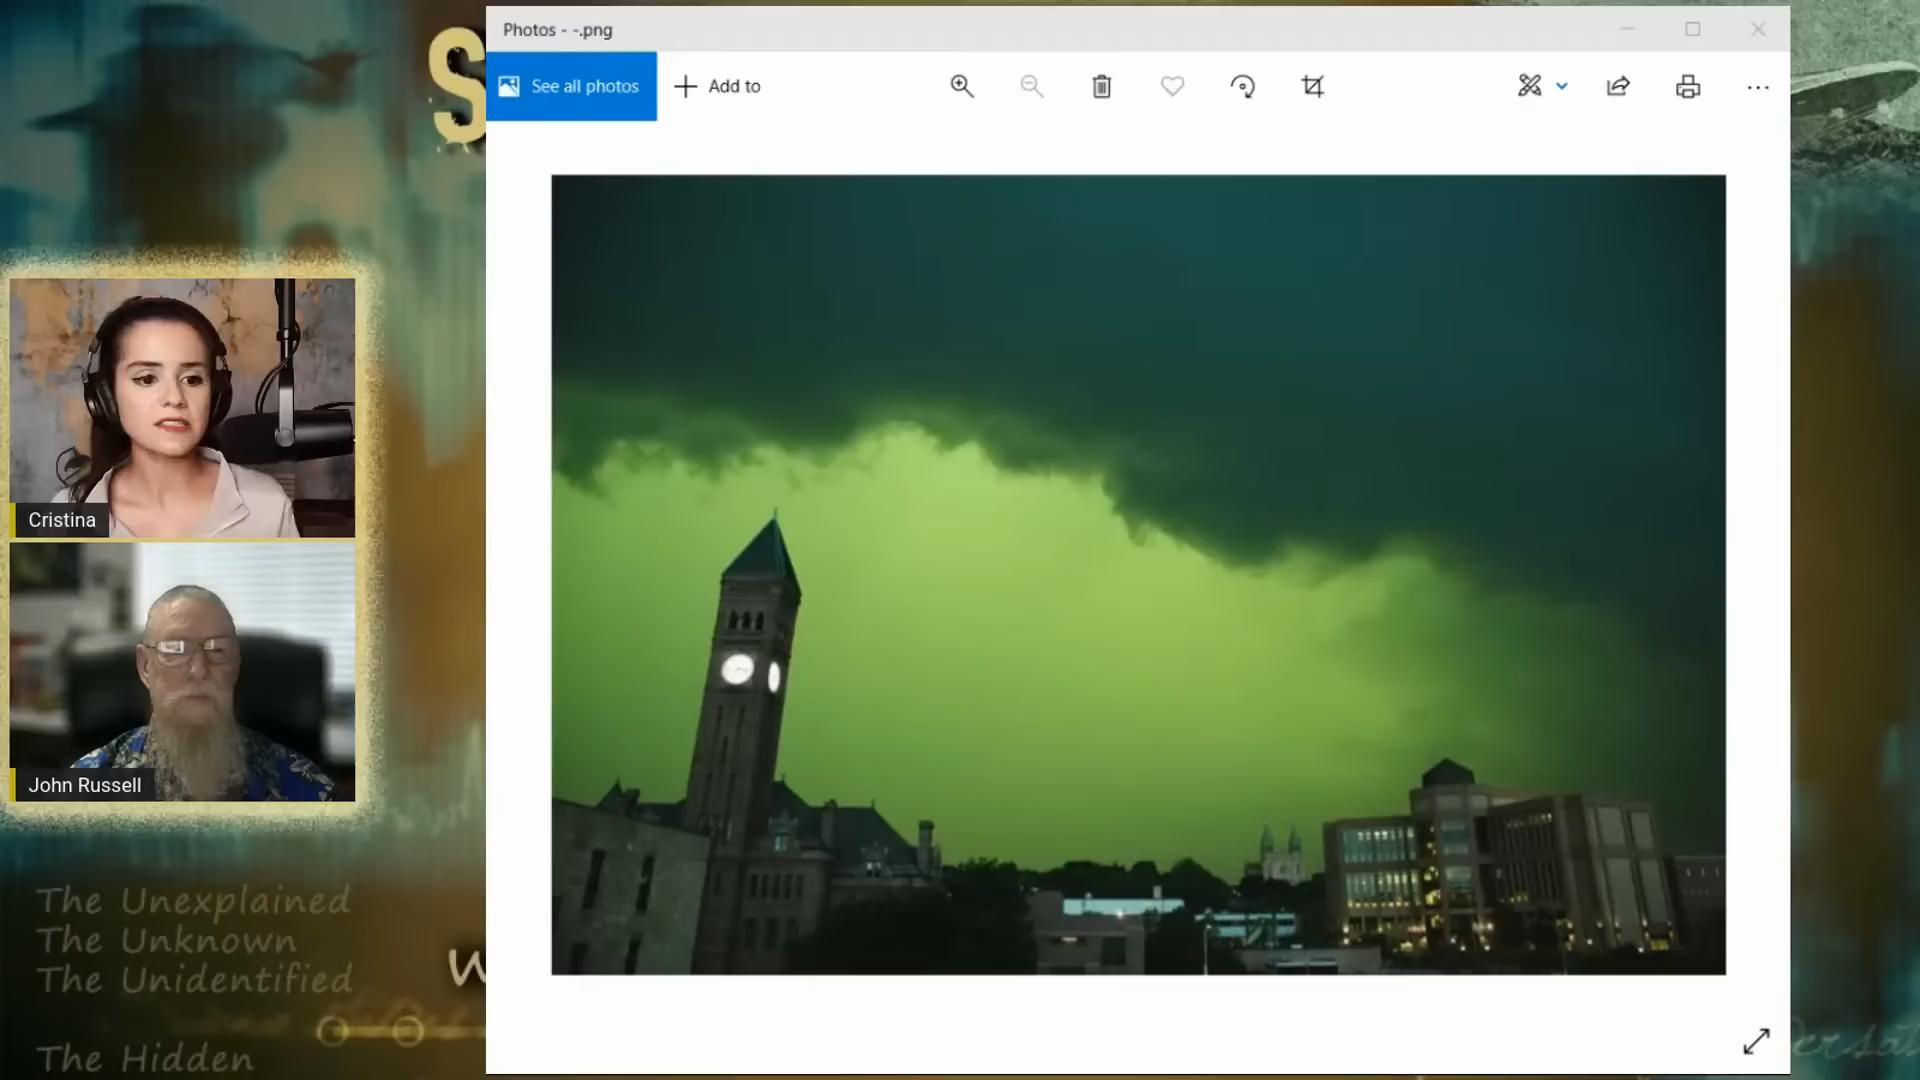 Photos - -.png
See all photos
Add to
S
Cristina
John Russell
The Unexplained
The Unknown
The Unidentified
W
The Hidden